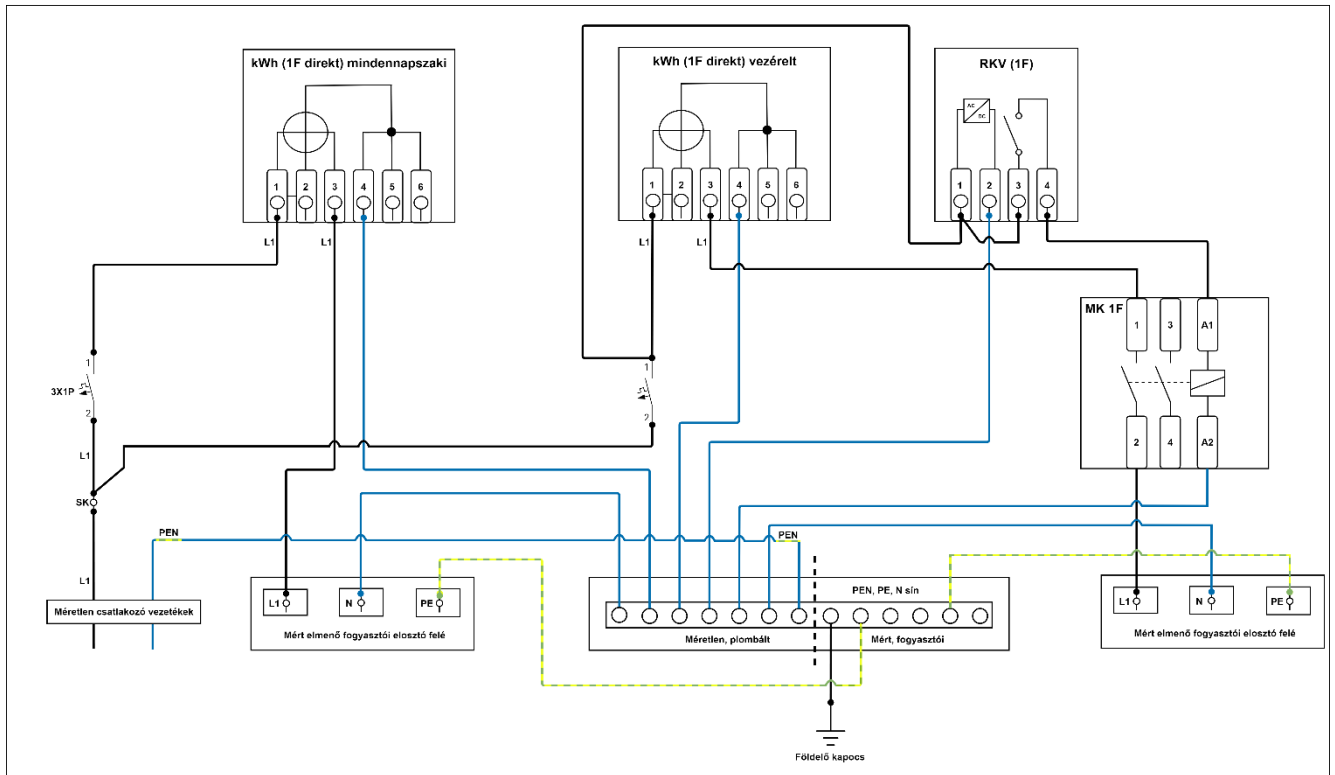 kWh (1F direkt) mindennapszaki
1 2 3 4 5 6
L1 L1
kWh (1F direkt) vezérelt
1 2 3 4 5 6
L1 L1
RKV (1F)
AC
DC
1 2 3 4
MK 1F
1 3 A1
2 4 A2
1
3X1P
2
L1
SK
1
2
PEN
PEN
L1
Méretlen csatlakozó vezetékek
L1 N PE
Mért elmenő fogyasztói elosztó felé
PEN, PE, N sín
Méretlen, plombált
Mért, fogyasztói
L1 N PE
Mért elmenő fogyasztói elosztó felé
Földelő kapocs